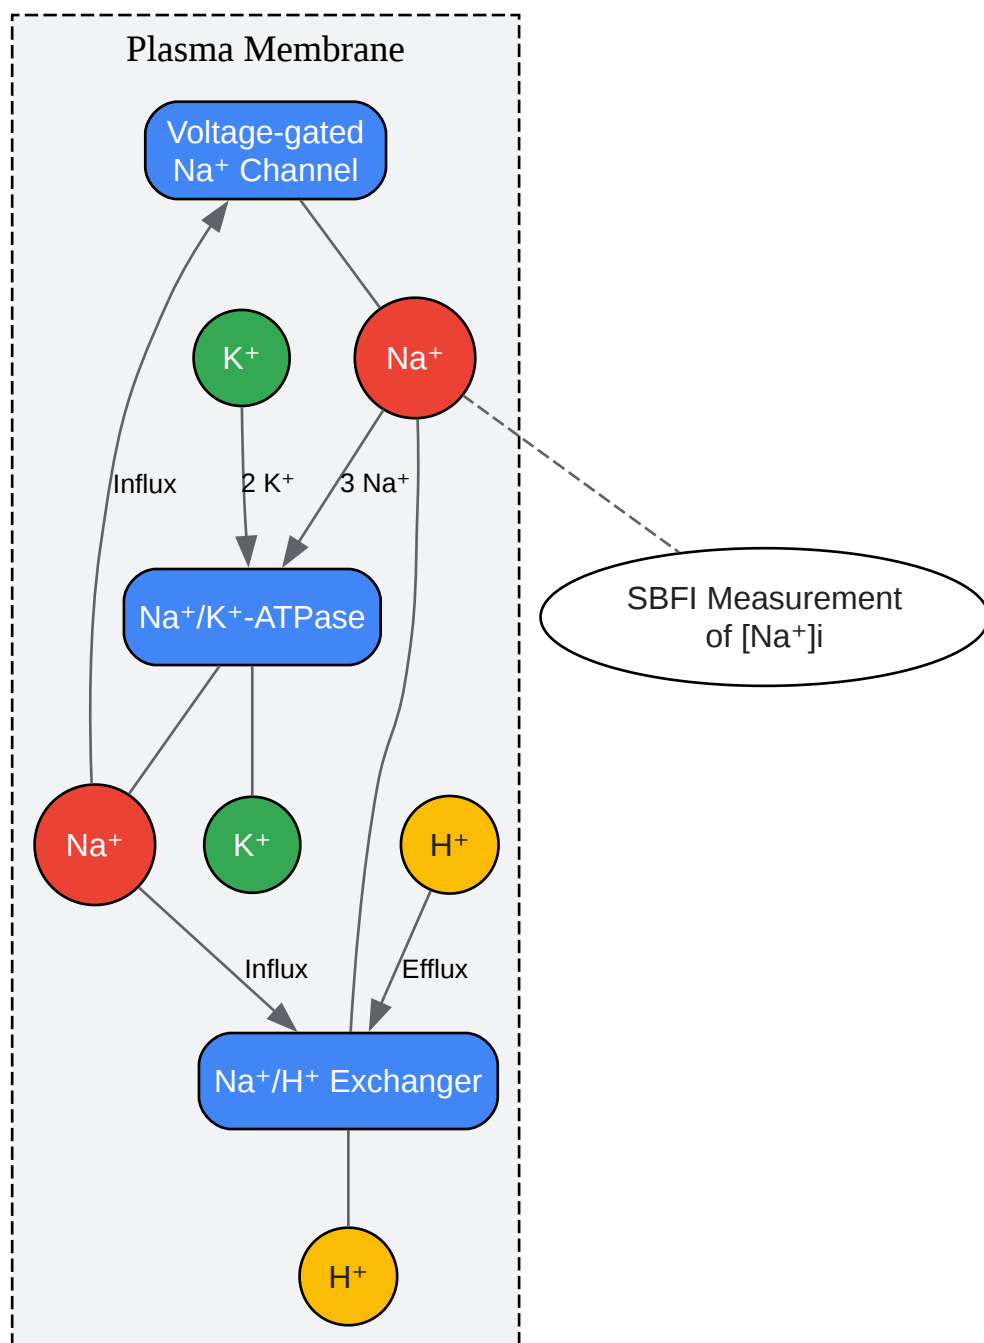 Plasma Membrane
Voltage-gated
Na⁺ Channel
K⁺
Na⁺
Influx
2 K⁺
3 Na⁺
Na⁺/K⁺-ATPase
SBFI Measurement
of [Na⁺]i
Na⁺
K⁺
H⁺
Influx
Efflux
Na⁺/H⁺ Exchanger
H⁺